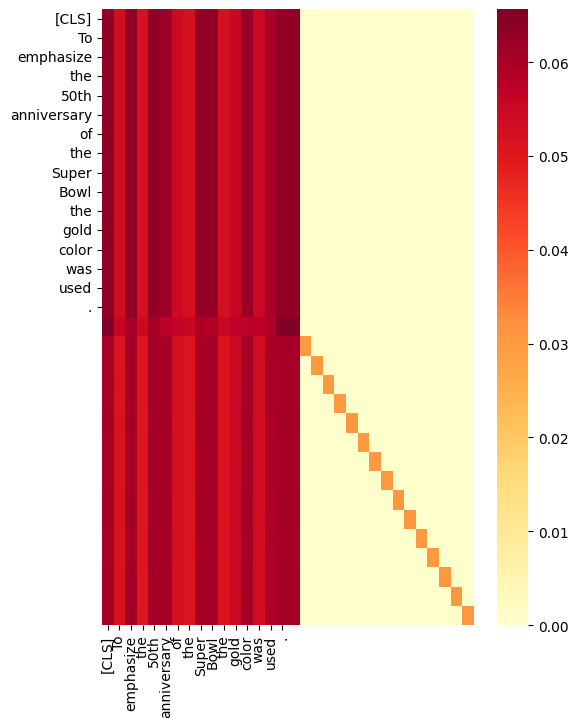 [CLS]
To
emphasize
the
50th
anniversary
of
the
Super
Bowl
the
gold
color
was
used
.
0.06
0.05
0.04
0.03
0.02
0.01
0.00
[CLS]
To
emphasize
the
50th
anniversary
of
the
Super
Bowl
the
gold
color
was
used
.